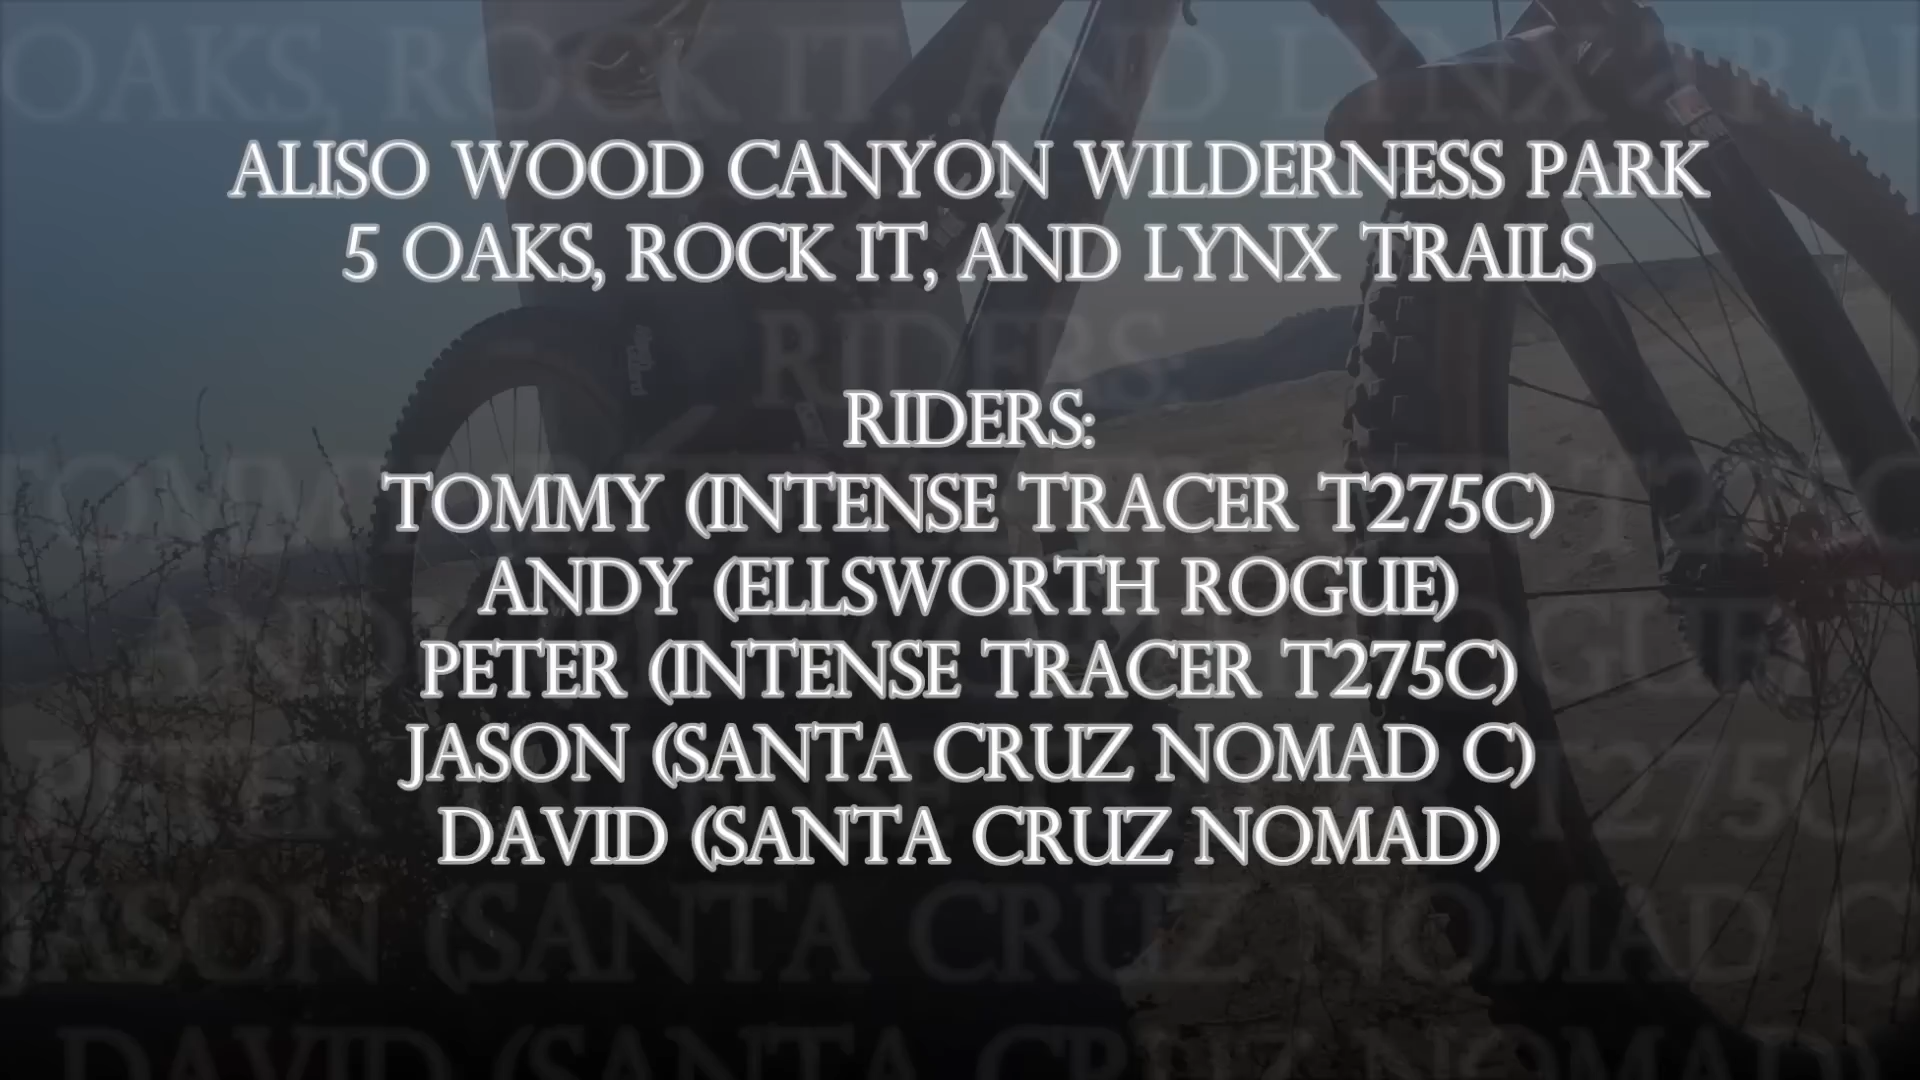 ALISO WOOD CANYON WILDERNESS PARK
5 OAKS, ROCK IT, AND LYNX TRAILS
RIDERS:
TOMMY (INTENSE TRACER T275C)
ANDY (ELLSWORTH ROGUE)
PETER (INTENSE TRACER T275C)
JASON (SANTA CRUZ NOMAD C)
DAVID (SANTA CRUZ NOMAD)